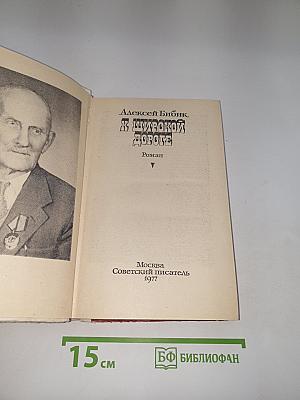 Алексей Бибик
К ШИРОКОЙ
ДОРОГЕ
Роман
Москва
Советский писатель
1977
15 см
БФ БИБЛИОФАН